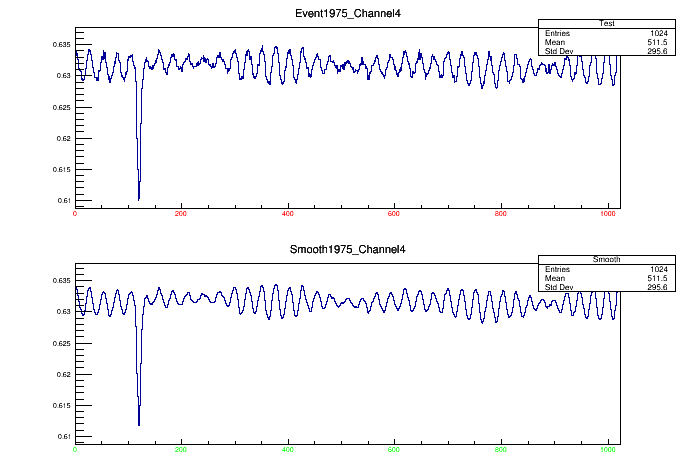 Event1975_Channel4
Test
Entries 1024
Mean 511.5
Std Dev 295.6
0.635
0.63
0.625
0.62
0.615
0.61
0 200 400 600 800 1000
Smooth1975_Channel4
Smooth
Entries 1024
Mean 511.5
Std Dev 295.6
0.635
0.63
0.625
0.62
0.615
0.61
0 200 400 600 800 1000